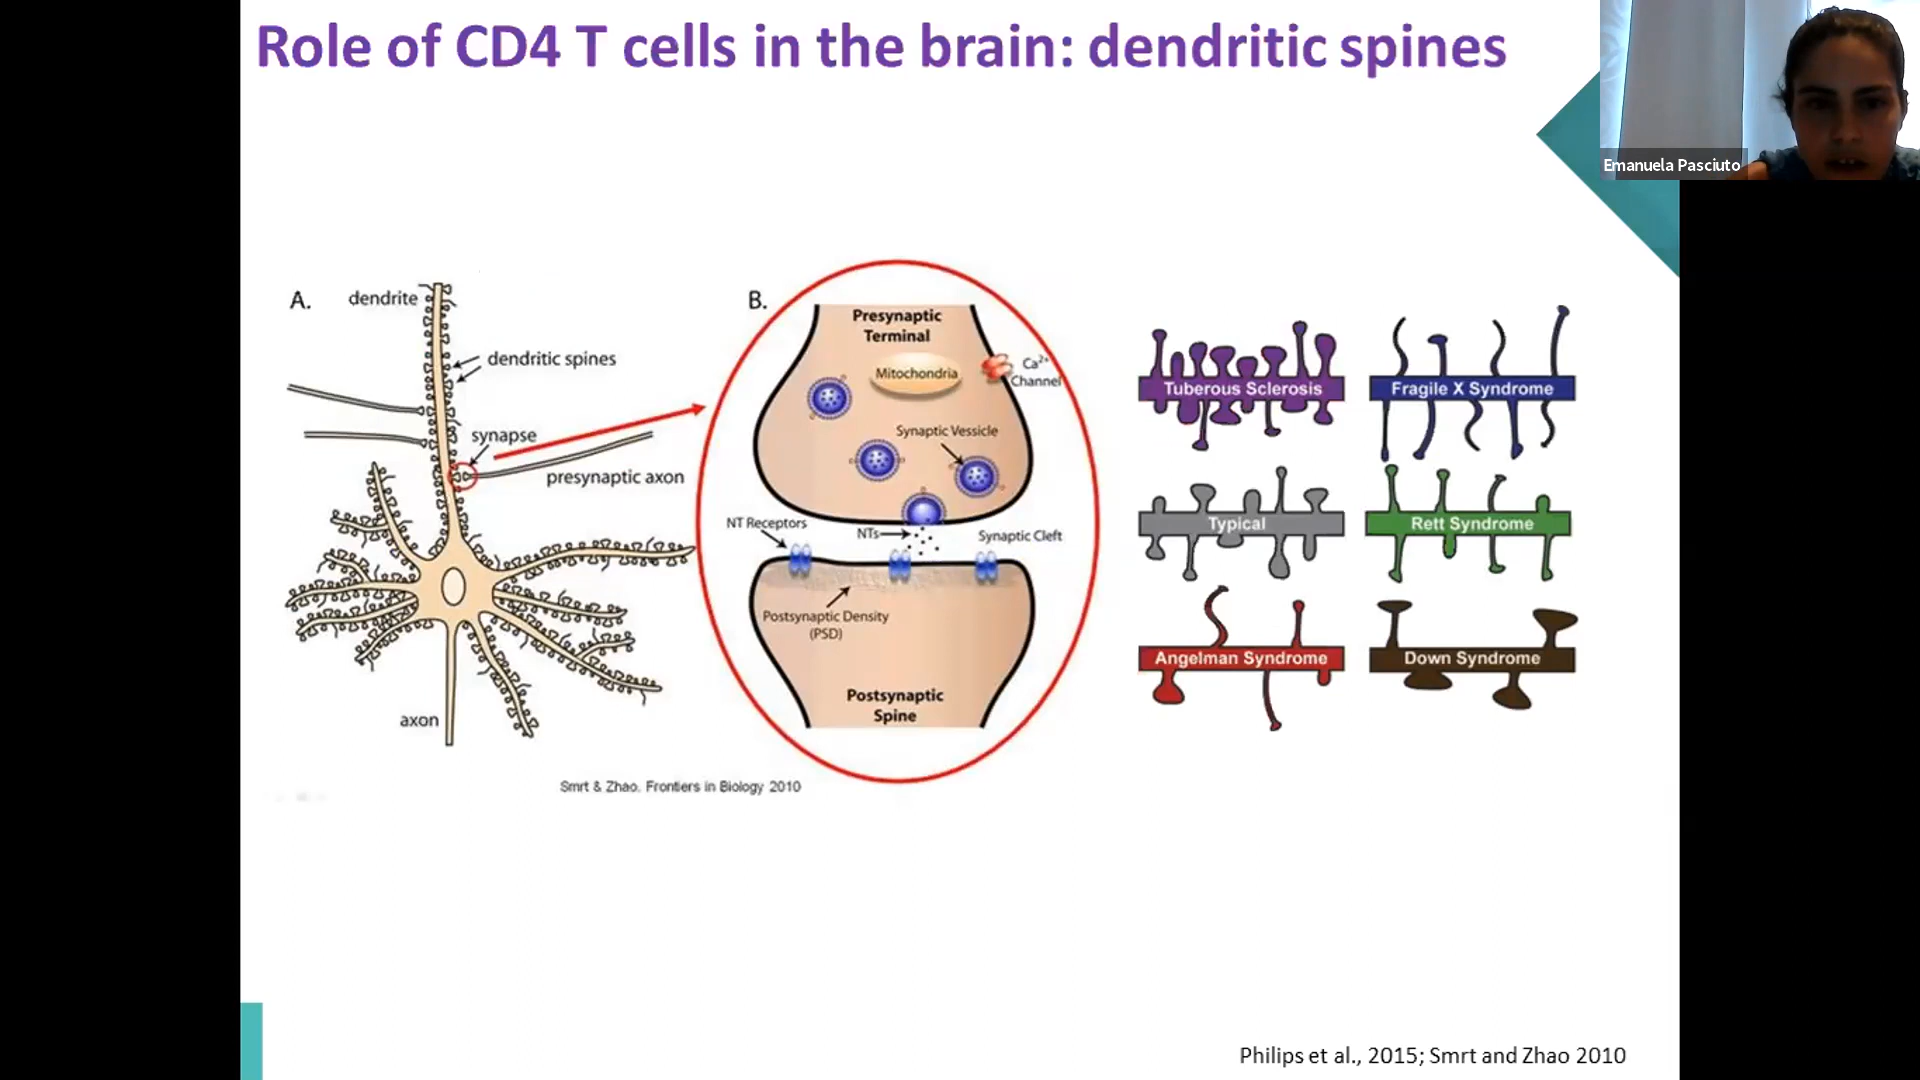 Role of CD4 T cells in the brain: dendritic spines
Emanuela Pasciuto
A.
dendrite
dendritic spines
synapse
presynaptic axon
axon
B.
Presynaptic
Terminal
Mitochondria
Ca2+
Channel
Synaptic Vessicle
NT Receptors
NTs
Synaptic Cleft
Postsynaptic Density
(PSD)
Postsynaptic
Spine
Smrt & Zhao. Frontiers in Biology 2010
Tuberous Sclerosis
Fragile X Syndrome
Typical
Rett Syndrome
Angelman Syndrome
Down Syndrome
Philips et al., 2015; Smrt and Zhao 2010